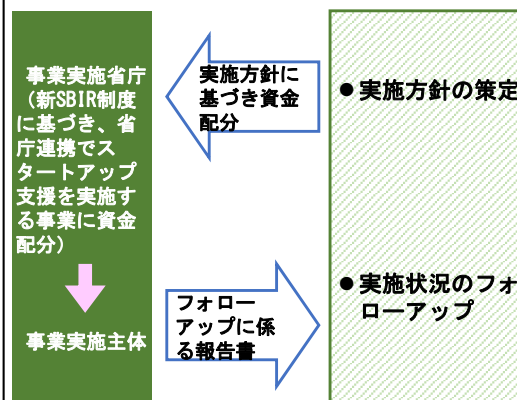 事業実施省庁
（新SBIR制度
に基づき、省
庁連携でス
タートアップ
支援を実施す
る事業に資金
配分）
事業実施主体
実施方針に
基づき資金
配分
フォロー
アップに係
る報告書
●実施方針の策定
●実施状況のフォ
ローアップ